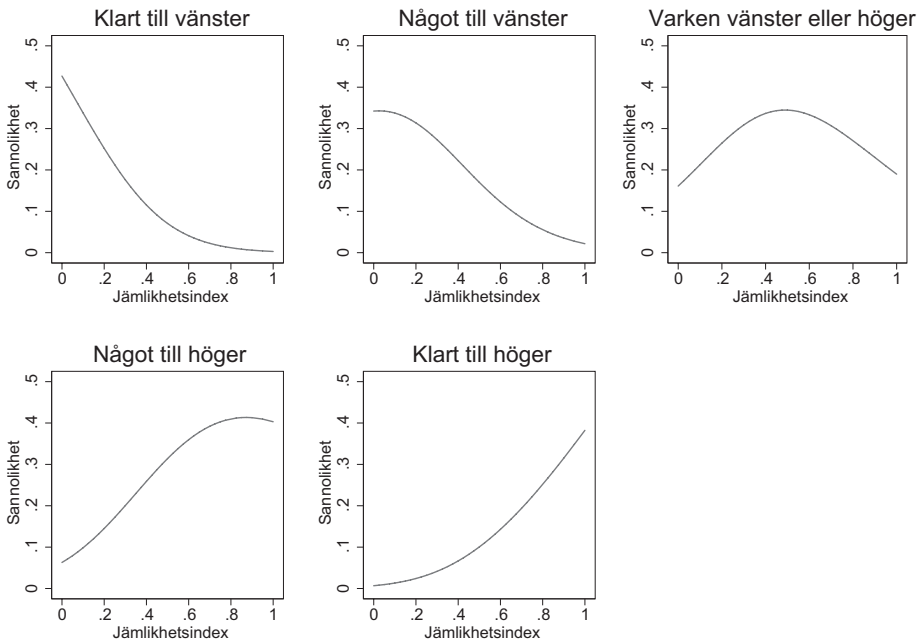 Klart till vänster
.5
.4
.3
.2
.1
0
Sannolikhet
0 .2 .4 .6 .8 1
Jämlikhetsindex
Något till vänster
.5
.4
.3
.2
.1
0
Sannolikhet
0 .2 .4 .6 .8 1
Jämlikhetsindex
Varken vänster eller höger
.5
.4
.3
.2
.1
0
Sannolikhet
0 .2 .4 .6 .8 1
Jämlikhetsindex
Något till höger
.5
.4
.3
.2
.1
0
Sannolikhet
0 .2 .4 .6 .8 1
Jämlikhetsindex
Klart till höger
.5
.4
.3
.2
.1
0
Sannolikhet
0 .2 .4 .6 .8 1
Jämlikhetsindex